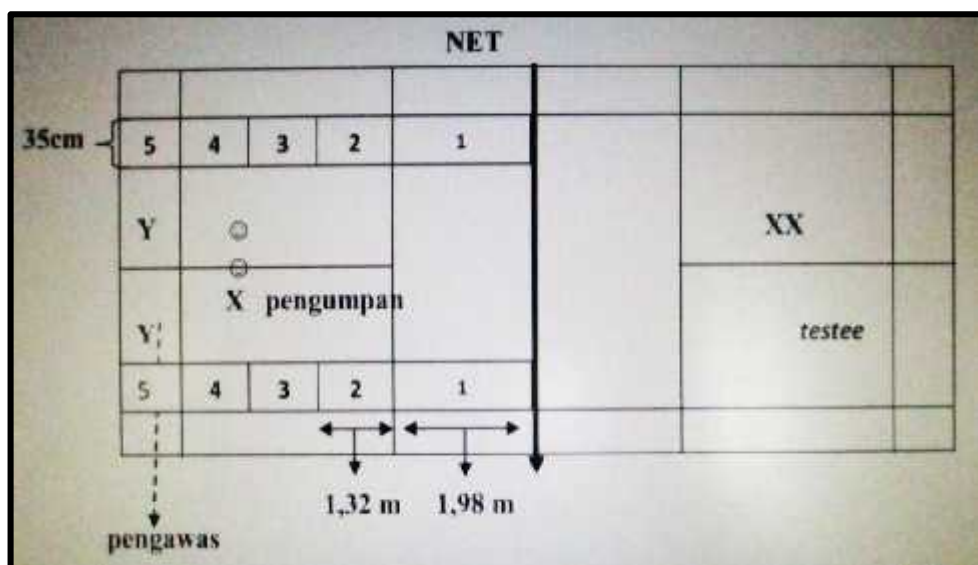 NET
35cm
5 4 3 2 1
Y XX
X pengumpan
Y testee
5 4 3 2 1
1,32 m 1,98 m
pengawas